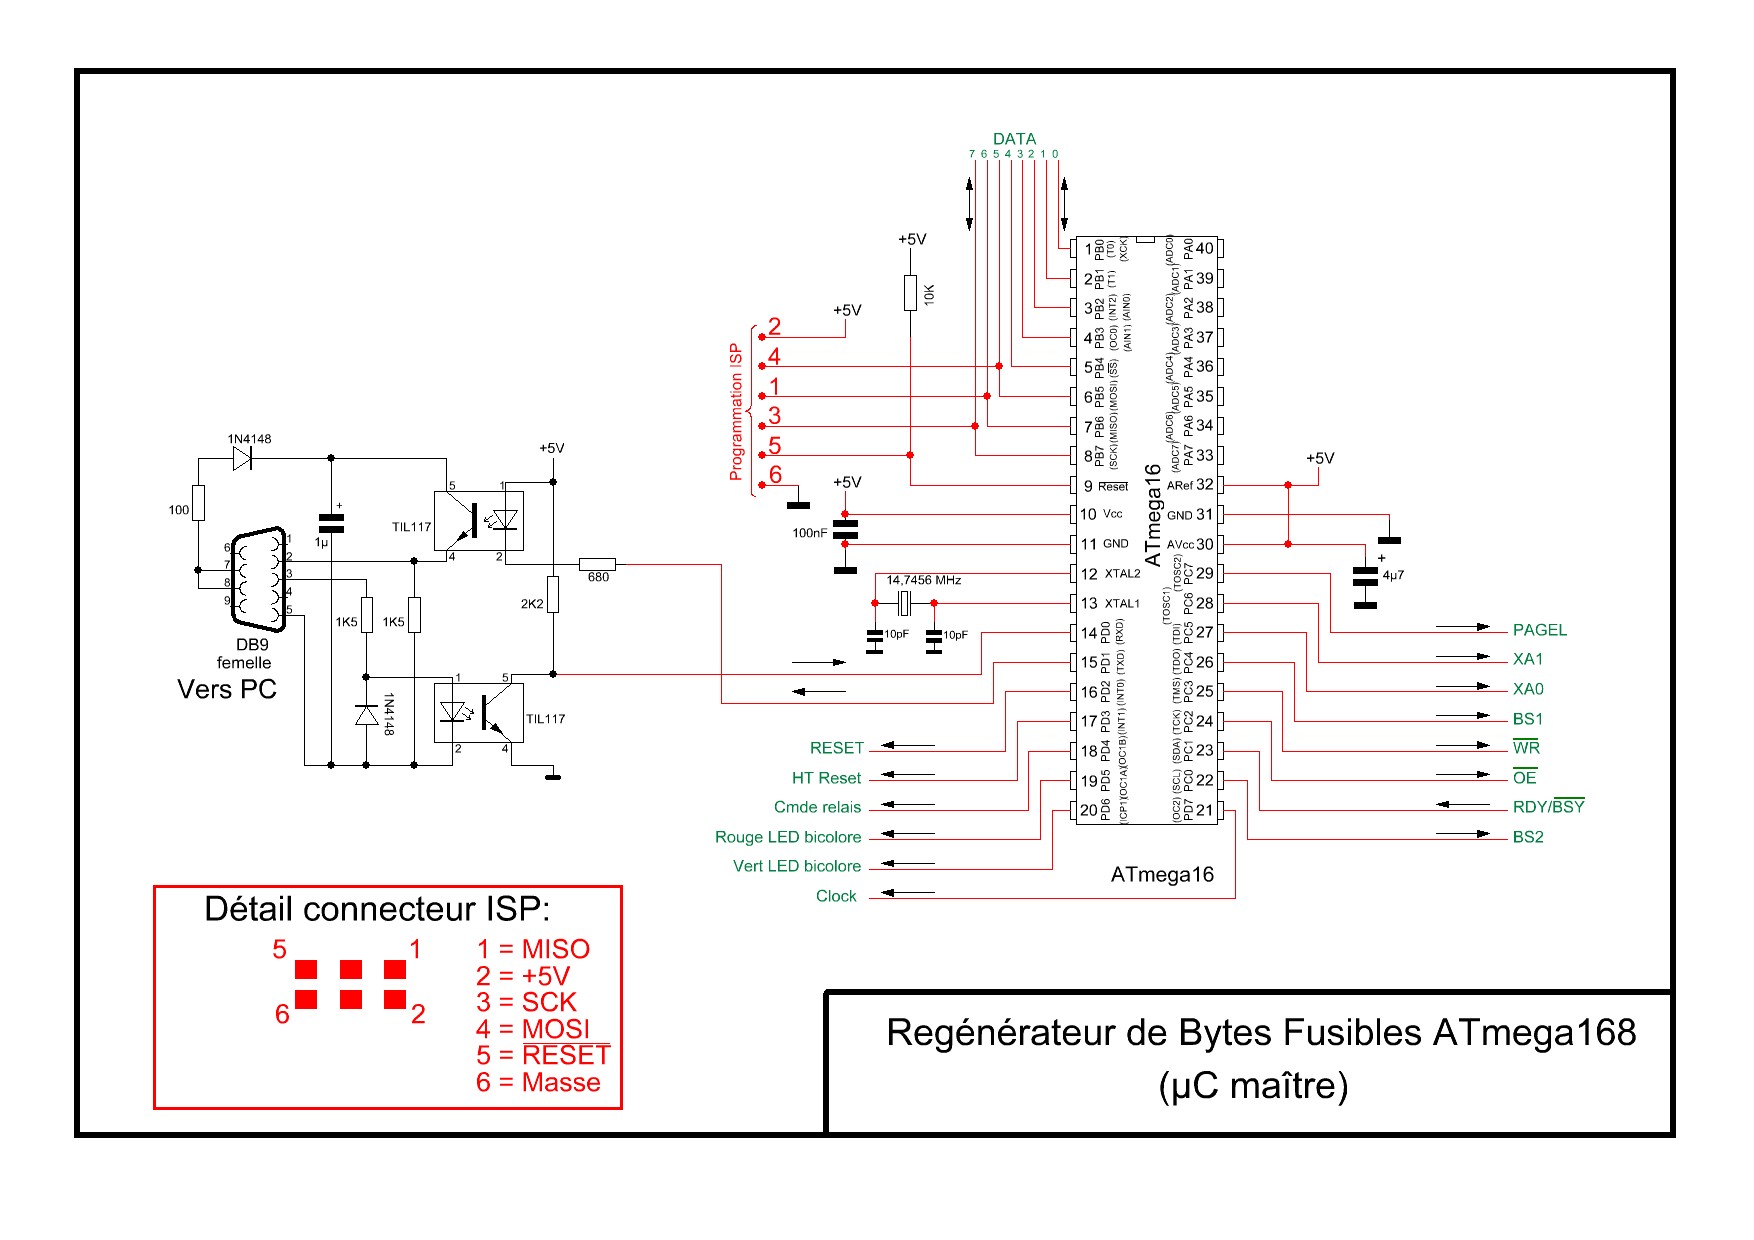 DATA
7 6 5 4 3 2 1 0
+5V
10K
+5V
Programmation ISP
2
4
1
3
5
6
+5V
100nF
14,7456 MHz
10pF
10pF
1 PB0 (T0) (XCK)
2 PB1 (T1)
3 PB2 (INT2) (AIN0)
4 PB3 (OC0) (AIN1)
5 PB4 (SS)
6 PB5 (MOSI)
7 PB6 (MISO)
8 PB7 (SCK)
9 Reset
10 Vcc
11 GND
12 XTAL2
13 XTAL1
14 PD0 (RXD)
15 PD1 (TXD)
16 PD2 (INT0)
17 PD3 (INT1)
18 PD4 (OC1B)
19 PD5 (OC1A)
20 PD6 (ICP1)
ATmega16
(ADC0) PA0 40
(ADC1) PA1 39
(ADC2) PA2 38
(ADC3) PA3 37
(ADC4) PA4 36
(ADC5) PA5 35
(ADC6) PA6 34
(ADC7) PA7 33
ARef 32
GND 31
AVcc 30
(TOSC2) PC7 29
(TOSC1) PC6 28
(TDI) PC5 27
(TDO) PC4 26
(TMS) PC3 25
(TCK) PC2 24
(SDA) PC1 23
(SCL) PC0 22
(OC2) PD7 21
ATmega16
+5V
+
4µ7
PAGEL
XA1
XA0
BS1
WR
OE
RDY/BSY
BS2
RESET
HT Reset
Cmde relais
Rouge LED bicolore
Vert LED bicolore
Clock
1N4148
100
+
1µ
5
1
TIL117
4
2
+5V
680
2K2
6
7
8
9
1
2
3
4
5
1K5
1K5
DB9
femelle
Vers PC
1N4148
1
5
TIL117
2
4
Détail connecteur ISP:
5 1
6 2
1 = MISO
2 = +5V
3 = SCK
4 = MOSI
5 = RESET
6 = Masse
Regénérateur de Bytes Fusibles ATmega168
(µC maître)